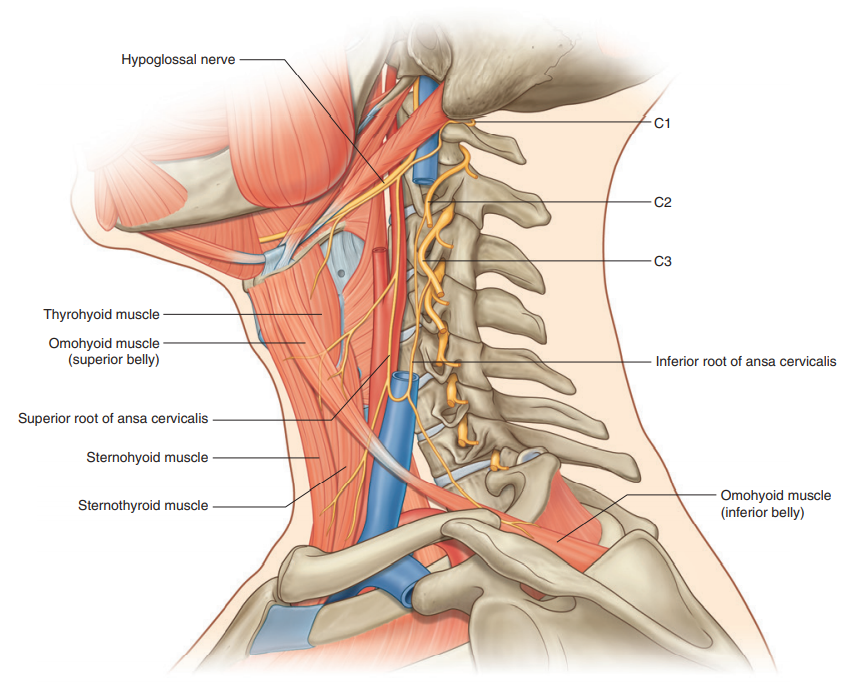 Hypoglossal nerve
C1
C2
C3
Thyrohyoid muscle
Omohyoid muscle
(superior belly)
Inferior root of ansa cervicalis
Superior root of ansa cervicalis
Sternohyoid muscle
Sternothyroid muscle
Omohyoid muscle
(inferior belly)